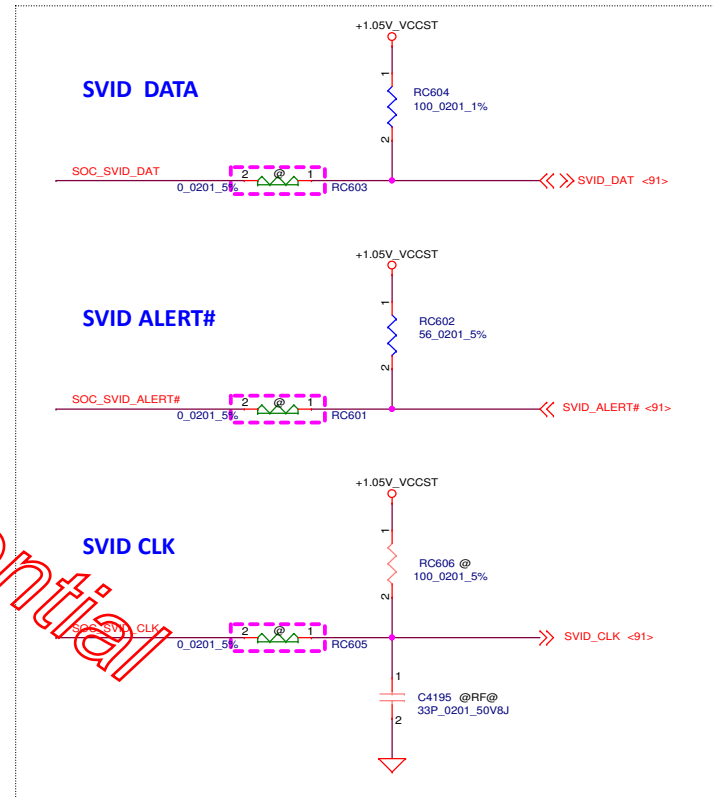 +1.05V_VCCST
SVID DATA
1
RC604
100_0201_1%
2
SOC_SVID_DAT
2
@
1
SVID_DAT <91>
0_0201_5%
RC603
+1.05V_VCCST
SVID ALERT#
1
RC602
56_0201_5%
2
SOC_SVID_ALERT#
2
@
1
SVID_ALERT# <91>
0_0201_5%
RC601
+1.05V_VCCST
SVID CLK
1
RC606 @
100_0201_5%
2
SOC_SVID_CLK
2
@
1
SVID_CLK <91>
0_0201_5%
RC605
1
C4195 @RF@
33P_0201_50V8J
2
ential